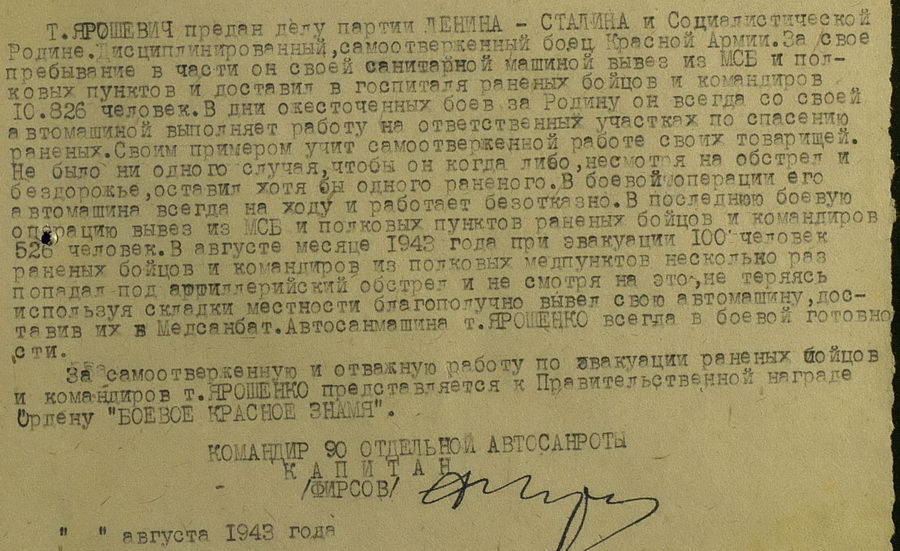 Т.ЯРОШЕВИЧ предан делу партии ЛЕНИНА - СТАЛИНА и Социалистической
Родине.Дисциплинированный,самоотверженный боец Красной Армии.За свое
пребывание в части он своей санитарной машиной вывез из МСБ и пол-
ковых пунктов и доставил в госпиталя раненых бойцов и командиров
10.826 человек.В дни ожесточенных боев за Родину он всегда со своей
автомашиной выполняет работу на ответственных участках по спасению
раненых.Своим примером учит самоотверженной работе своих товарищей.
Не было ни одного случая,чтобы он когда либо,несмотря на обстрел и
бездорожье,оставил хотя бы одного раненого.В боевой операции его
автомашина всегда на ходу и работает безотказно.В последнюю боевую
операцию вывез из МСБ и полковых пунктов раненых бойцов и командиров
526 человек.В августе месяце 1943 года при эвакуации 100 человек
раненых бойцов и командиров из полковых медпунктов несколько раз
попадал под артиллерийский обстрел и не смотря на это,не теряясь
используя складки местности благополучно вывел свою автомашину,дос-
тавив их в Медсанбат.Автосанмашина т.ЯРОШЕНКО всегда в боевой готовно
сти.
За самоотверженную и отважную работу по эвакуации раненых бойцов
и командиров т.ЯРОШЕНКО представляется к Правительственной награде
Ордену "БОЕВОЕ КРАСНОЕ ЗНАМЯ".
КОМАНДИР 90 ОТДЕЛЬНОЙ АВТОСАНРОТЫ
К А П И Т А Н
/ФИРСОВ/
" " августа 1943 года